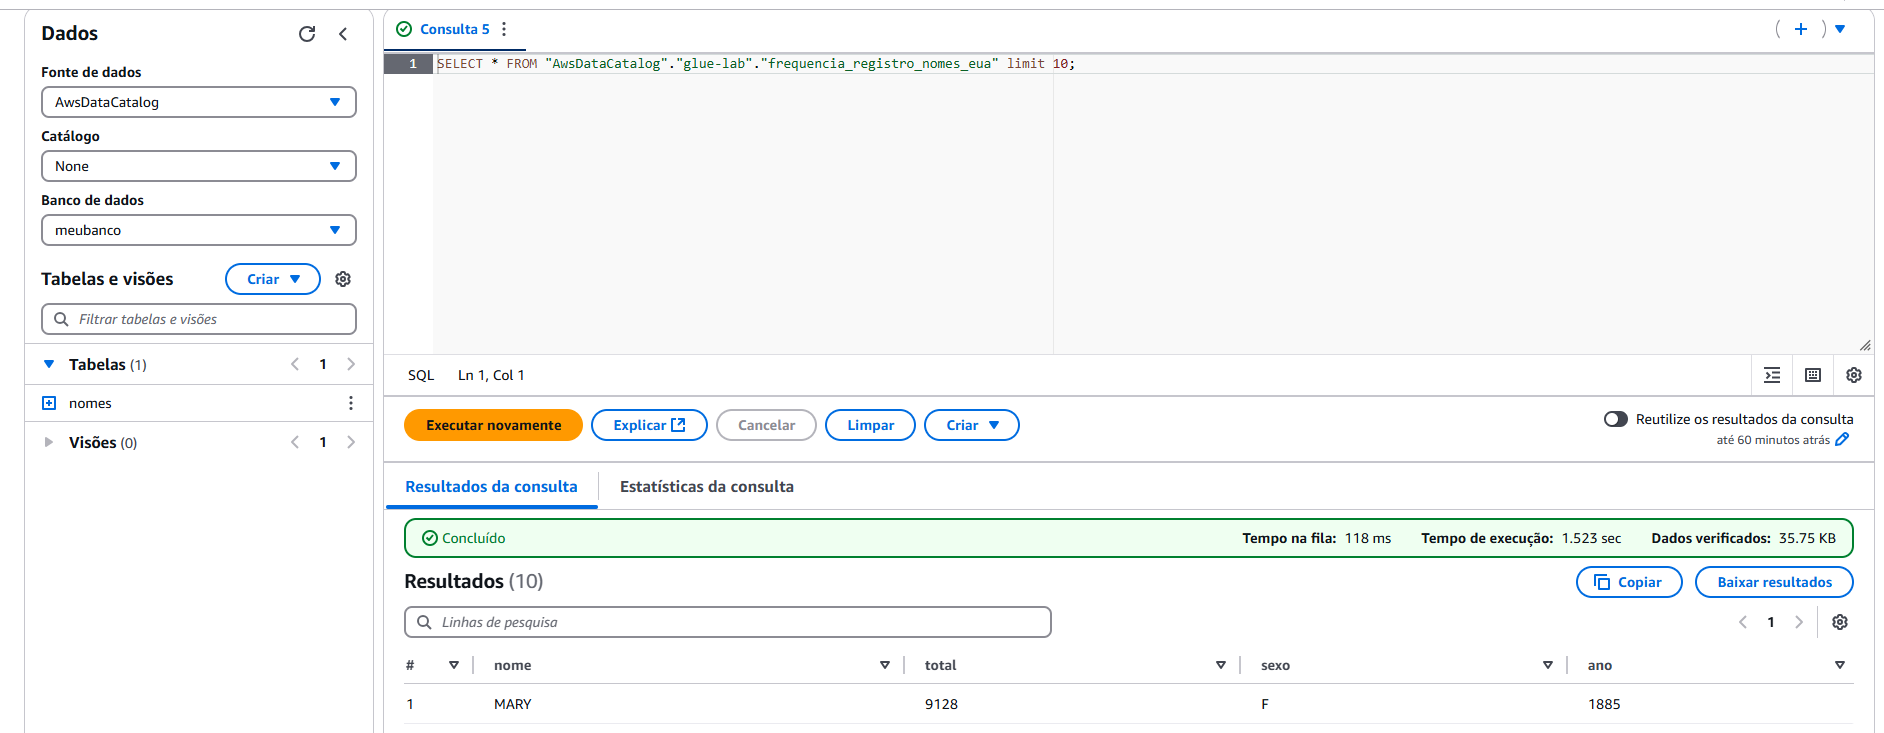 Dados
Fonte de dados
AwsDataCatalog
Catálogo
None
Banco de dados
meubanco
Tabelas e visões
Criar
Filtrar tabelas e visões
Tabelas (1)
1
nomes
Visões (0)
1
Consulta 5
1 SELECT * FROM "AwsDataCatalog"."glue-lab"."frequencia_registro_nomes_eua" limit 10;
SQL Ln 1, Col 1
Executar novamente Explicar Cancelar Limpar Criar
Reutilize os resultados da consulta
até 60 minutos atrás
Resultados da consulta Estatísticas da consulta
Concluído Tempo na fila: 118 ms Tempo de execução: 1.523 sec Dados verificados: 35.75 KB
Resultados (10) Copiar Baixar resultados
Linhas de pesquisa 1
# nome total sexo ano
1 MARY 9128 F 1885